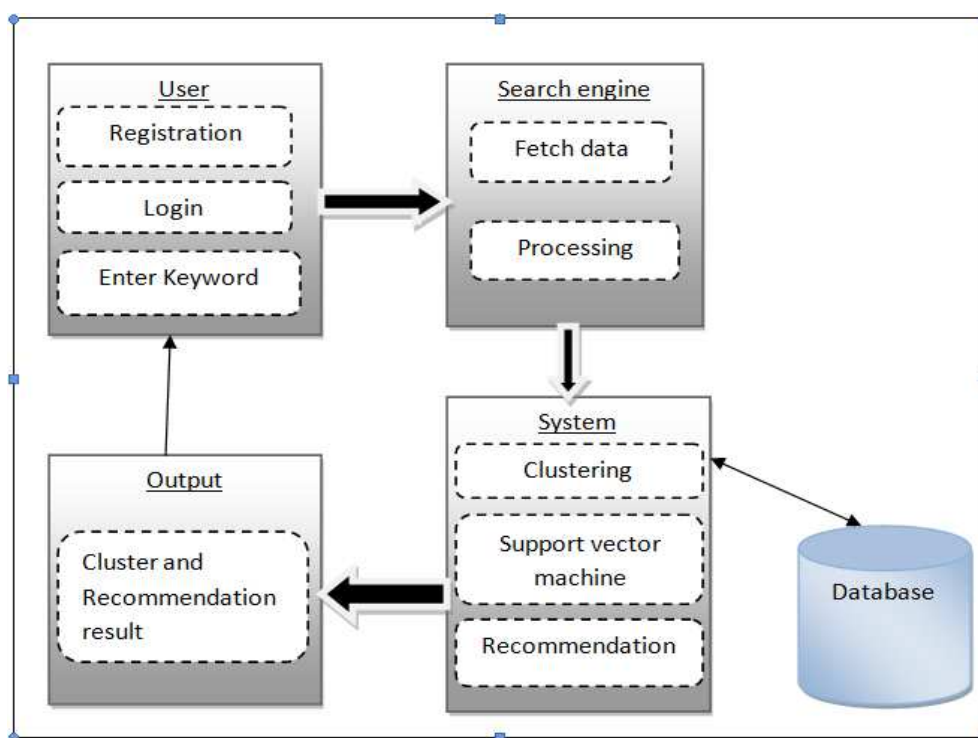 User
Registration
Login
Enter Keyword
Search engine
Fetch data
Processing
System
Clustering
Support vector
machine
Recommendation
Database
Output
Cluster and
Recommendation
result